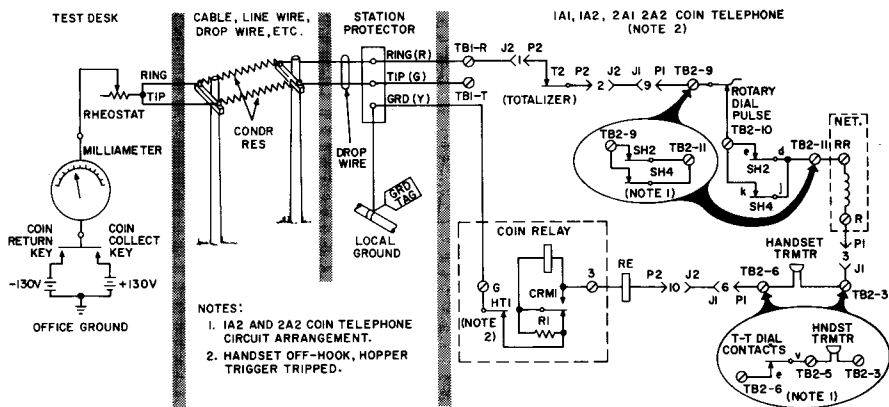 TEST DESK
CABLE, LINE WIRE,
DROP WIRE, ETC.
STATION
PROTECTOR
1A1, 1A2, 2A1 2A2 COIN TELEPHONE
(NOTE 2)
RING
TIP
RHEOSTAT
MILLIAMETER
COIN
RETURN
KEY
COIN
COLLECT
KEY
-130V
+130V
OFFICE GROUND
CONDR
RES
DROP
WIRE
RING (R)
TIP (G)
GRD (Y)
GRD
TAG
LOCAL
GROUND
TB1-R
J2
1
P2
TB1-T
T2
(TOTALIZER)
P2
2
J2
J1
9
P1
TB2-9
ROTARY
DIAL
PULSE
TB2-10
e
SH2
d
k
SH4
j
TB2-11
NET.
RR
R
TB2-9
SH2
TB2-11
SH4
(NOTE 1)
P1
3
J1
TB2-3
HANDSET
TRMTR
TB2-6
P1
J1
6
J2
10
P2
RE
COIN RELAY
3
CRM1
R1
G
HT1
(NOTE
2)
T-T DIAL
CONTACTS
HNDST
TRMTR
v
e
TB2-6
TB2-5
TB2-3
(NOTE 1)
NOTES:
1. 1A2 AND 2A2 COIN TELEPHONE
CIRCUIT ARRANGEMENT.
2. HANDSET OFF-HOOK, HOPPER
TRIGGER TRIPPED.